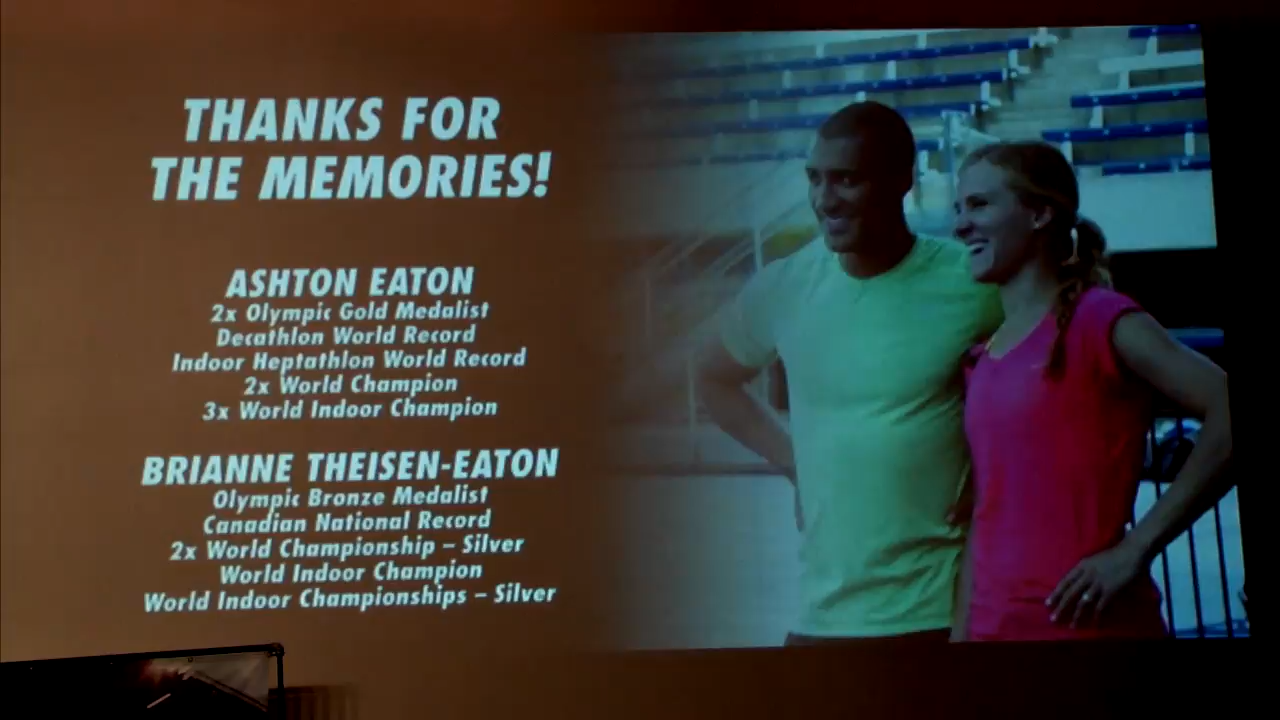 THANKS FOR
THE MEMORIES!
ASHTON EATON
2x Olympic Gold Medalist
Decathlon World Record
Indoor Heptathlon World Record
2x World Champion
3x World Indoor Champion
BRIANNE THEISEN-EATON
Olympic Bronze Medalist
Canadian National Record
2x World Championship – Silver
World Indoor Champion
World Indoor Championships – Silver